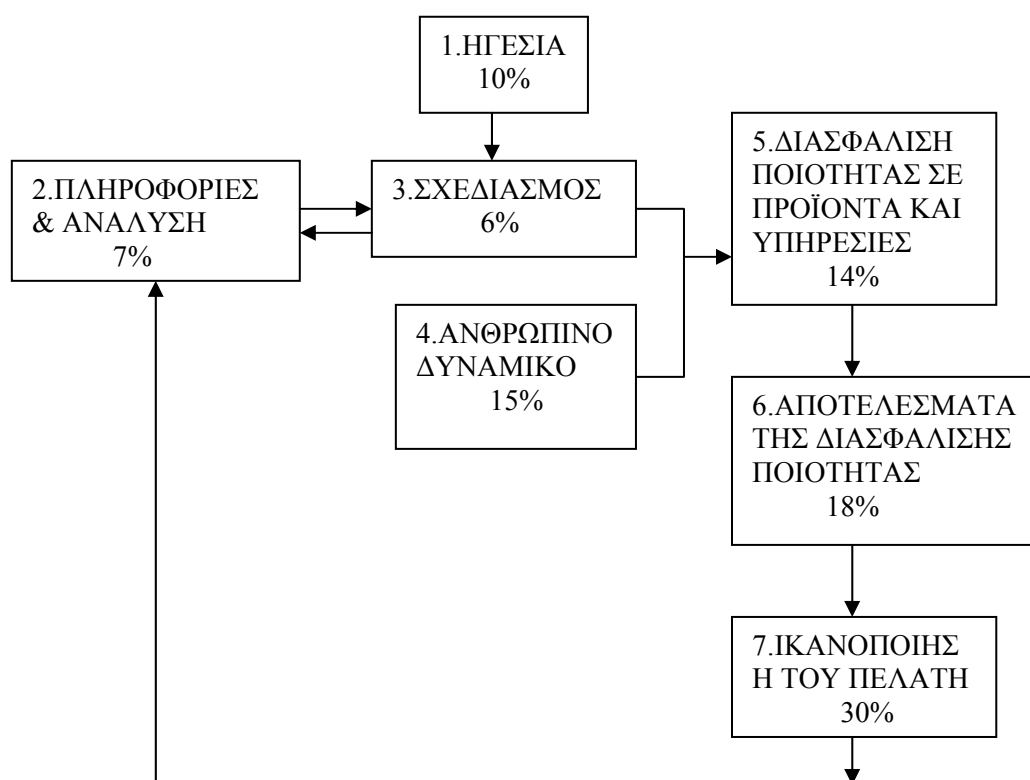 1.ΗΓΕΣΙΑ
10%
2.ΠΛΗΡΟΦΟΡΙΕΣ
& ΑΝΑΛΥΣΗ
7%
3.ΣΧΕΔΙΑΣΜΟΣ
6%
4.ΑΝΘΡΩΠΙΝΟ
ΔΥΝΑΜΙΚΟ
15%
5.ΔΙΑΣΦΑΛΙΣΗ
ΠΟΙΟΤΗΤΑΣ ΣΕ
ΠΡΟΪΟΝΤΑ ΚΑΙ
ΥΠΗΡΕΣΙΕΣ
14%
6.ΑΠΟΤΕΛΕΣΜΑΤΑ
ΤΗΣ ΔΙΑΣΦΑΛΙΣΗΣ
ΠΟΙΟΤΗΤΑΣ
18%
7.ΙΚΑΝΟΠΟΙΗΣ
Η ΤΟΥ ΠΕΛΑΤΗ
30%